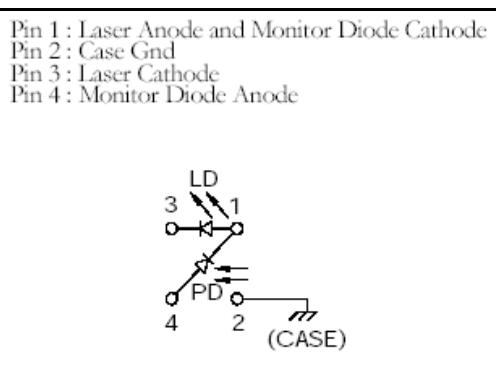 Pin 1 : Laser Anode and Monitor Diode Cathode
Pin 2 : Case Gnd
Pin 3 : Laser Cathode
Pin 4 : Monitor Diode Anode
LD
3 1
PD
4 2
(CASE)